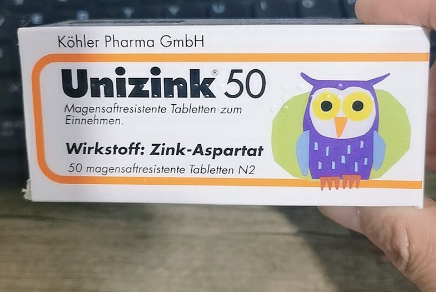 Köhler Pharma GmbH
Unizink® 50
Magensaftresistente Tabletten zum
Einnehmen.
Wirkstoff: Zink-Aspartat
50 magensaftresistente Tabletten N2